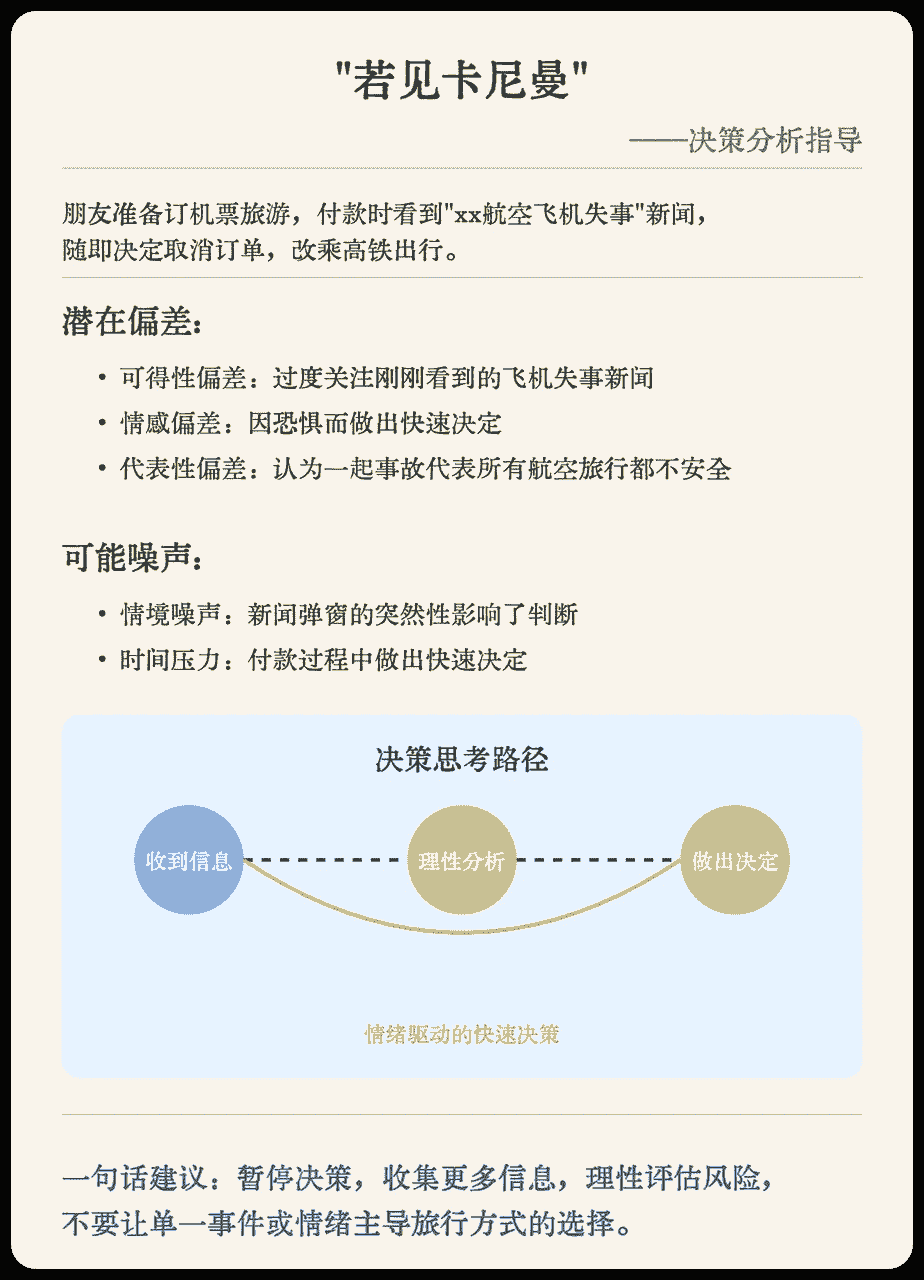 "若见卡尼曼"
——决策分析指导
朋友准备订机票旅游，付款时看到"xx航空飞机失事"新闻，
随即决定取消订单，改乘高铁出行。
潜在偏差：
• 可得性偏差：过度关注刚刚看到的飞机失事新闻
• 情感偏差：因恐惧而做出快速决定
• 代表性偏差：认为一起事故代表所有航空旅行都不安全
可能噪声：
• 情境噪声：新闻弹窗的突然性影响了判断
• 时间压力：付款过程中做出快速决定
决策思考路径
收到信息
理性分析
做出决定
情绪驱动的快速决策
一句话建议：暂停决策，收集更多信息，理性评估风险，
不要让单一事件或情绪主导旅行方式的选择。